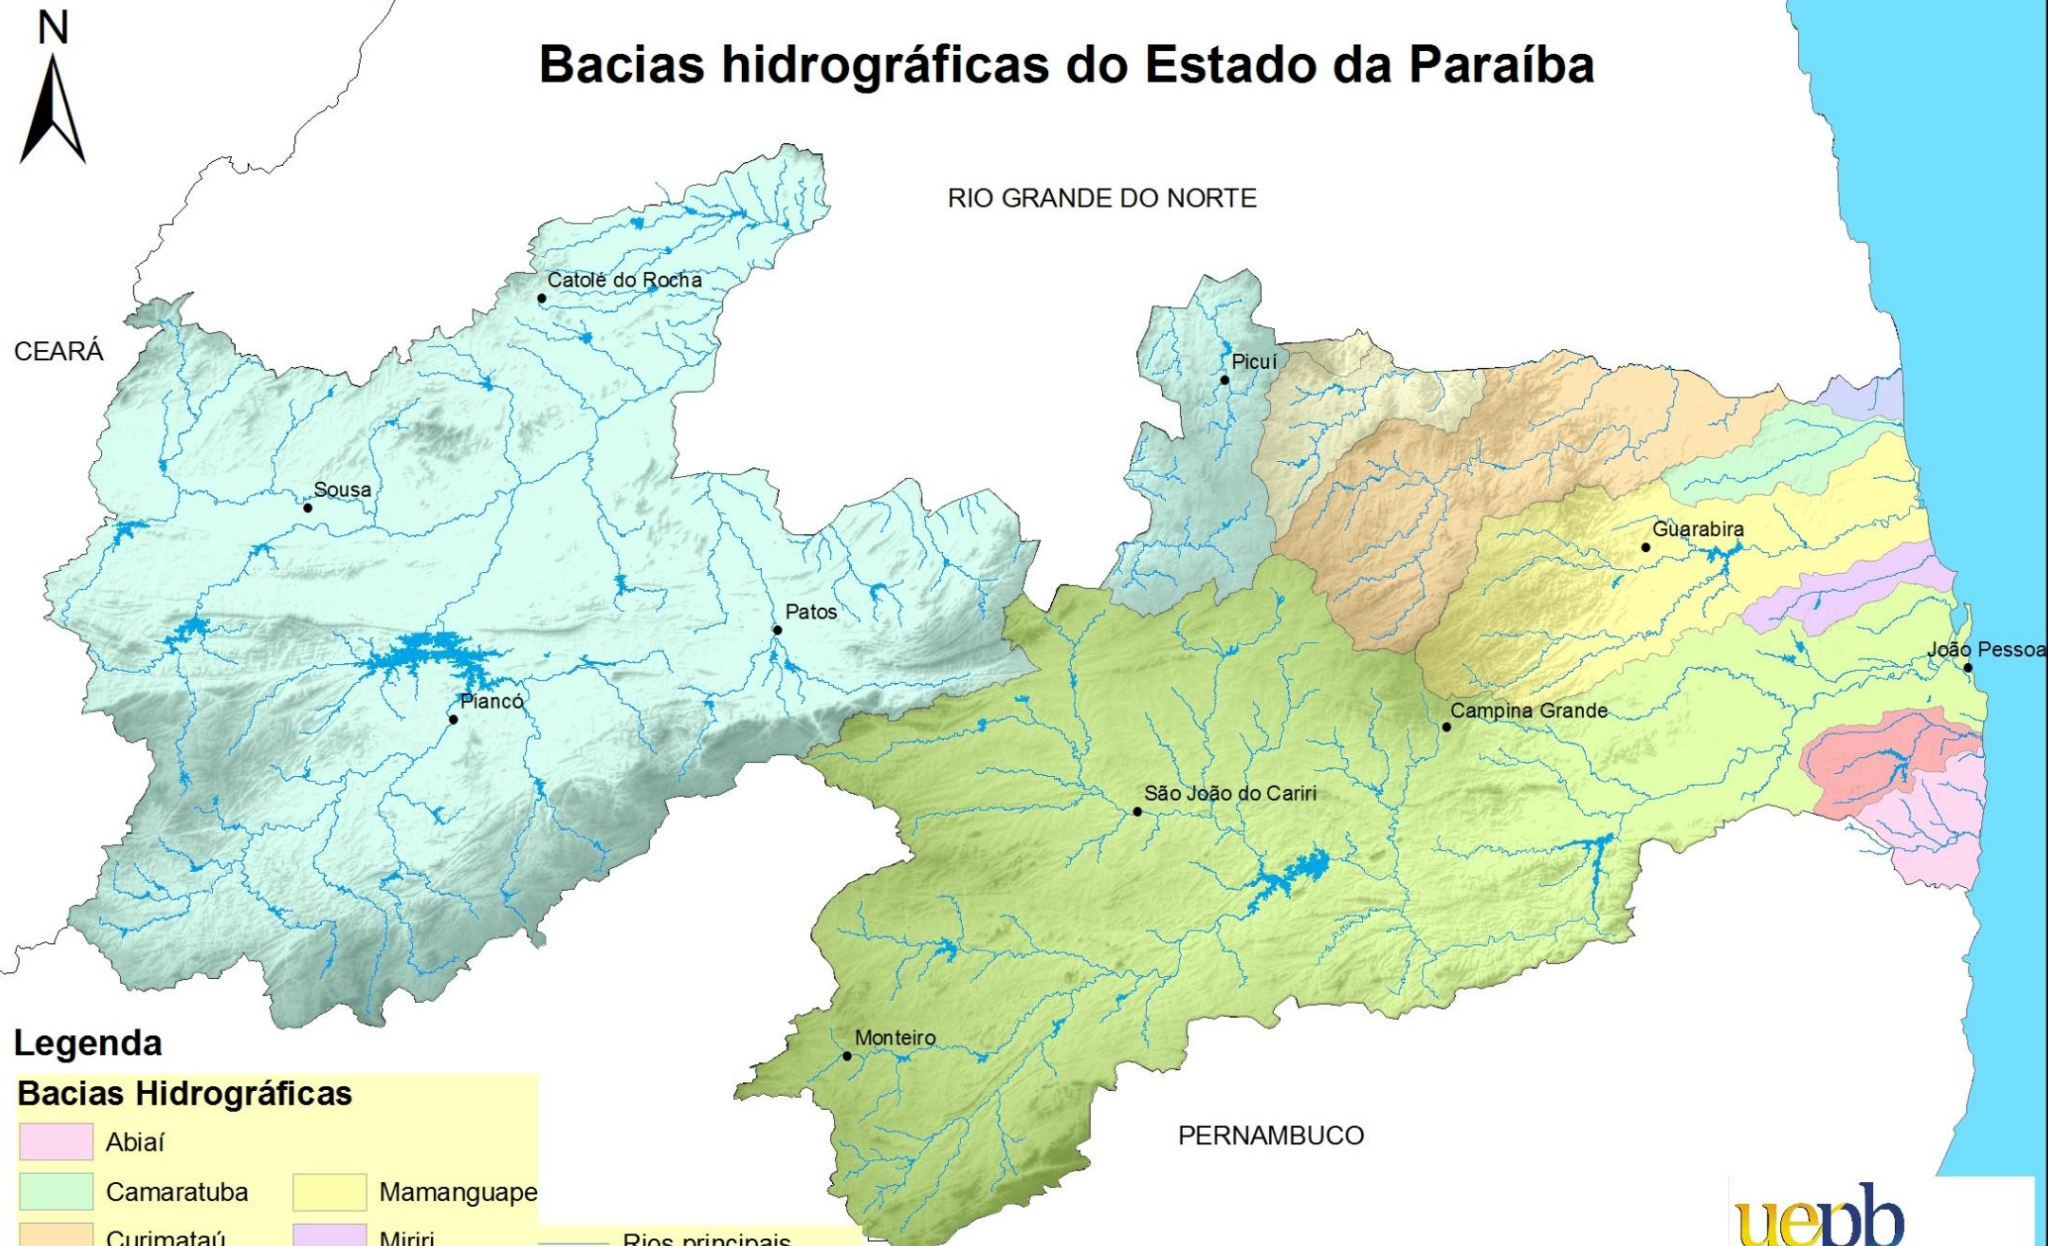 N
Bacias hidrográficas do Estado da Paraíba
RIO GRANDE DO NORTE
Catolé do Rocha
CEARÁ
Picuí
Sousa
Guarabira
Patos
João Pessoa
Piancó
Campina Grande
São João do Cariri
Monteiro
Legenda
Bacias Hidrográficas
PERNAMBUCO
Abiaí
Camaratuba
Mamanguape
Curimataú
Miriri
Rios principais
uepb